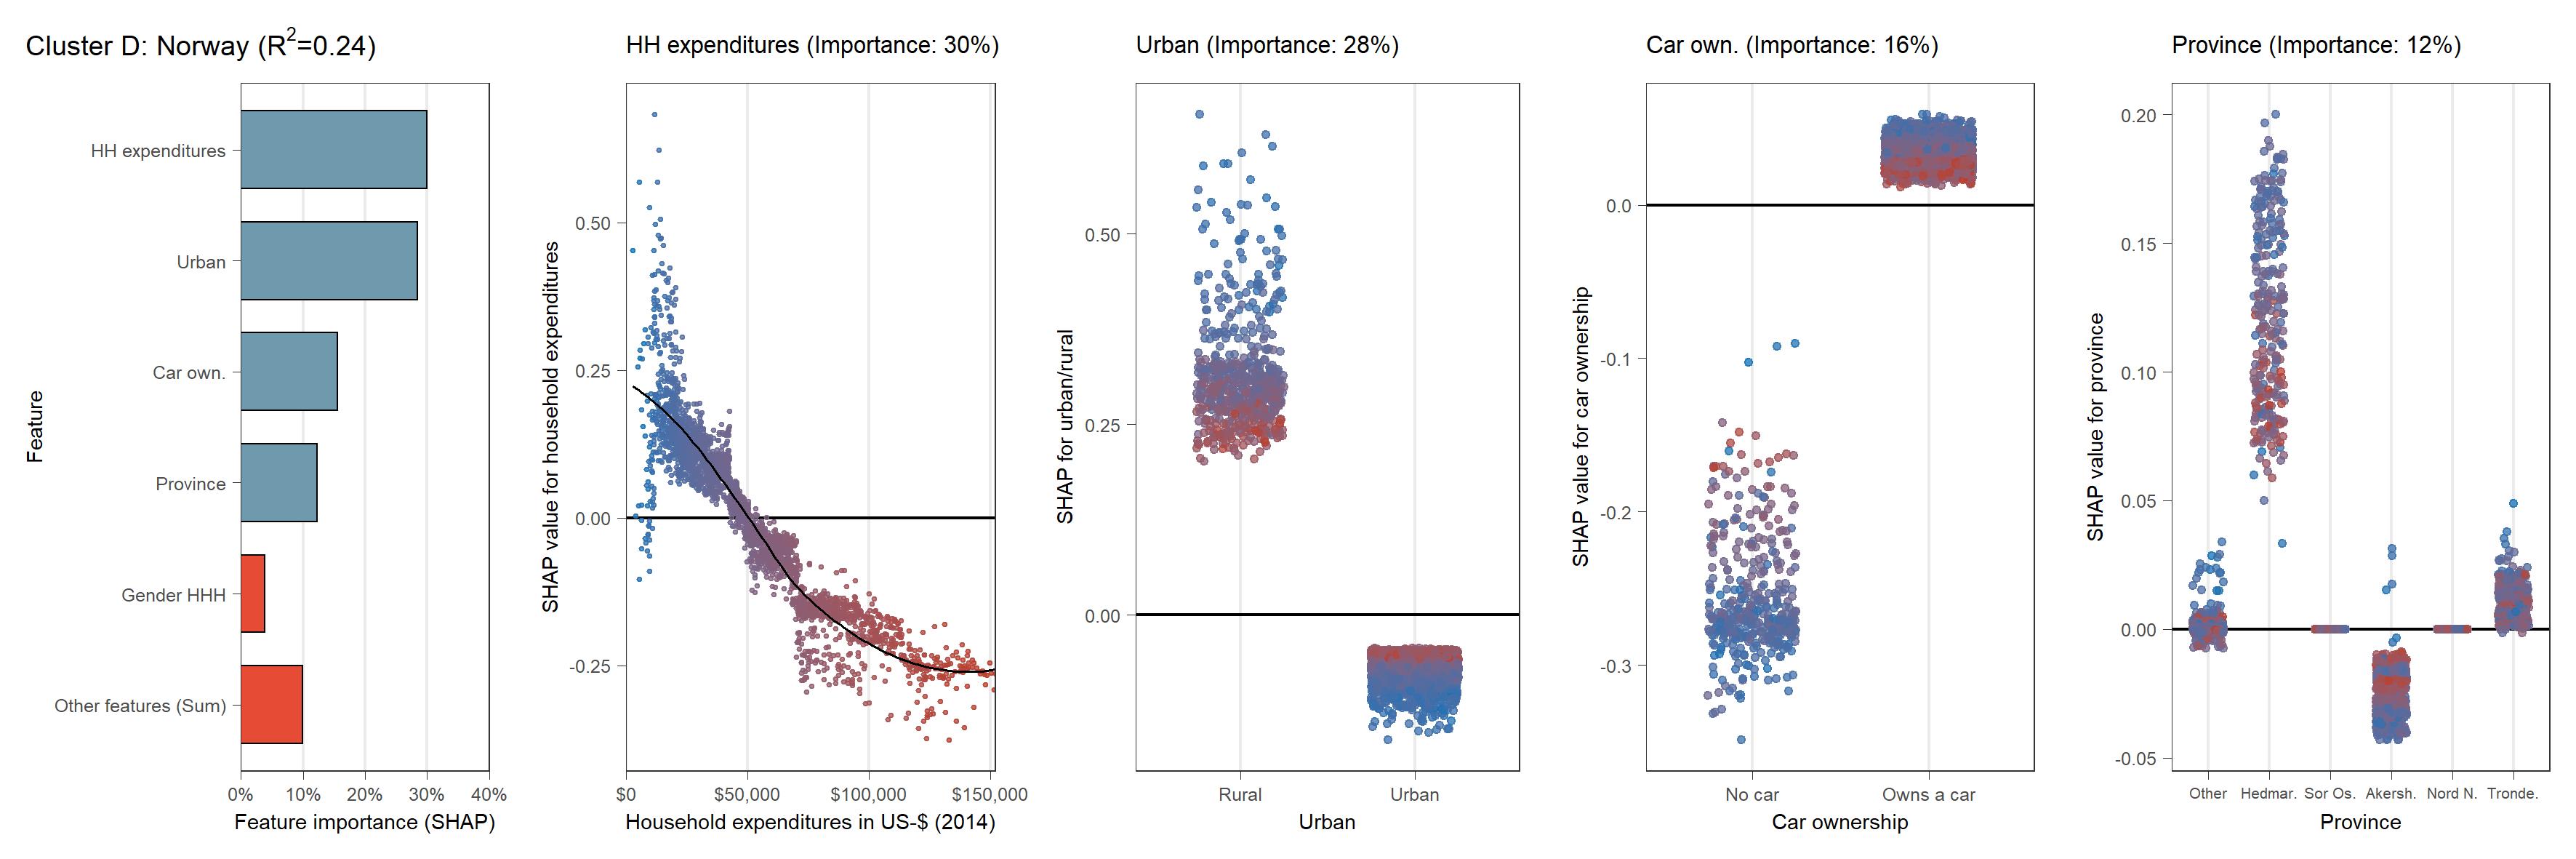 Cluster D: Norway (R²=0.24)
Feature
HH expenditures
Urban
Car own.
Province
Gender HHH
Other features (Sum)
0% 10% 20% 30% 40%
Feature importance (SHAP)
HH expenditures (Importance: 30%)
SHAP value for household expenditures
0.50
0.25
0.00
-0.25
$0 $50,000 $100,000 $150,000
Household expenditures in US-$ (2014)
Urban (Importance: 28%)
SHAP for urban/rural
0.50
0.25
0.00
Rural Urban
Urban
Car own. (Importance: 16%)
SHAP value for car ownership
0.0
-0.1
-0.2
-0.3
No car Owns a car
Car ownership
Province (Importance: 12%)
SHAP value for province
0.20
0.15
0.10
0.05
0.00
-0.05
Other Hedmar. Sor Os. Akersh. Nord N. Tronde.
Province